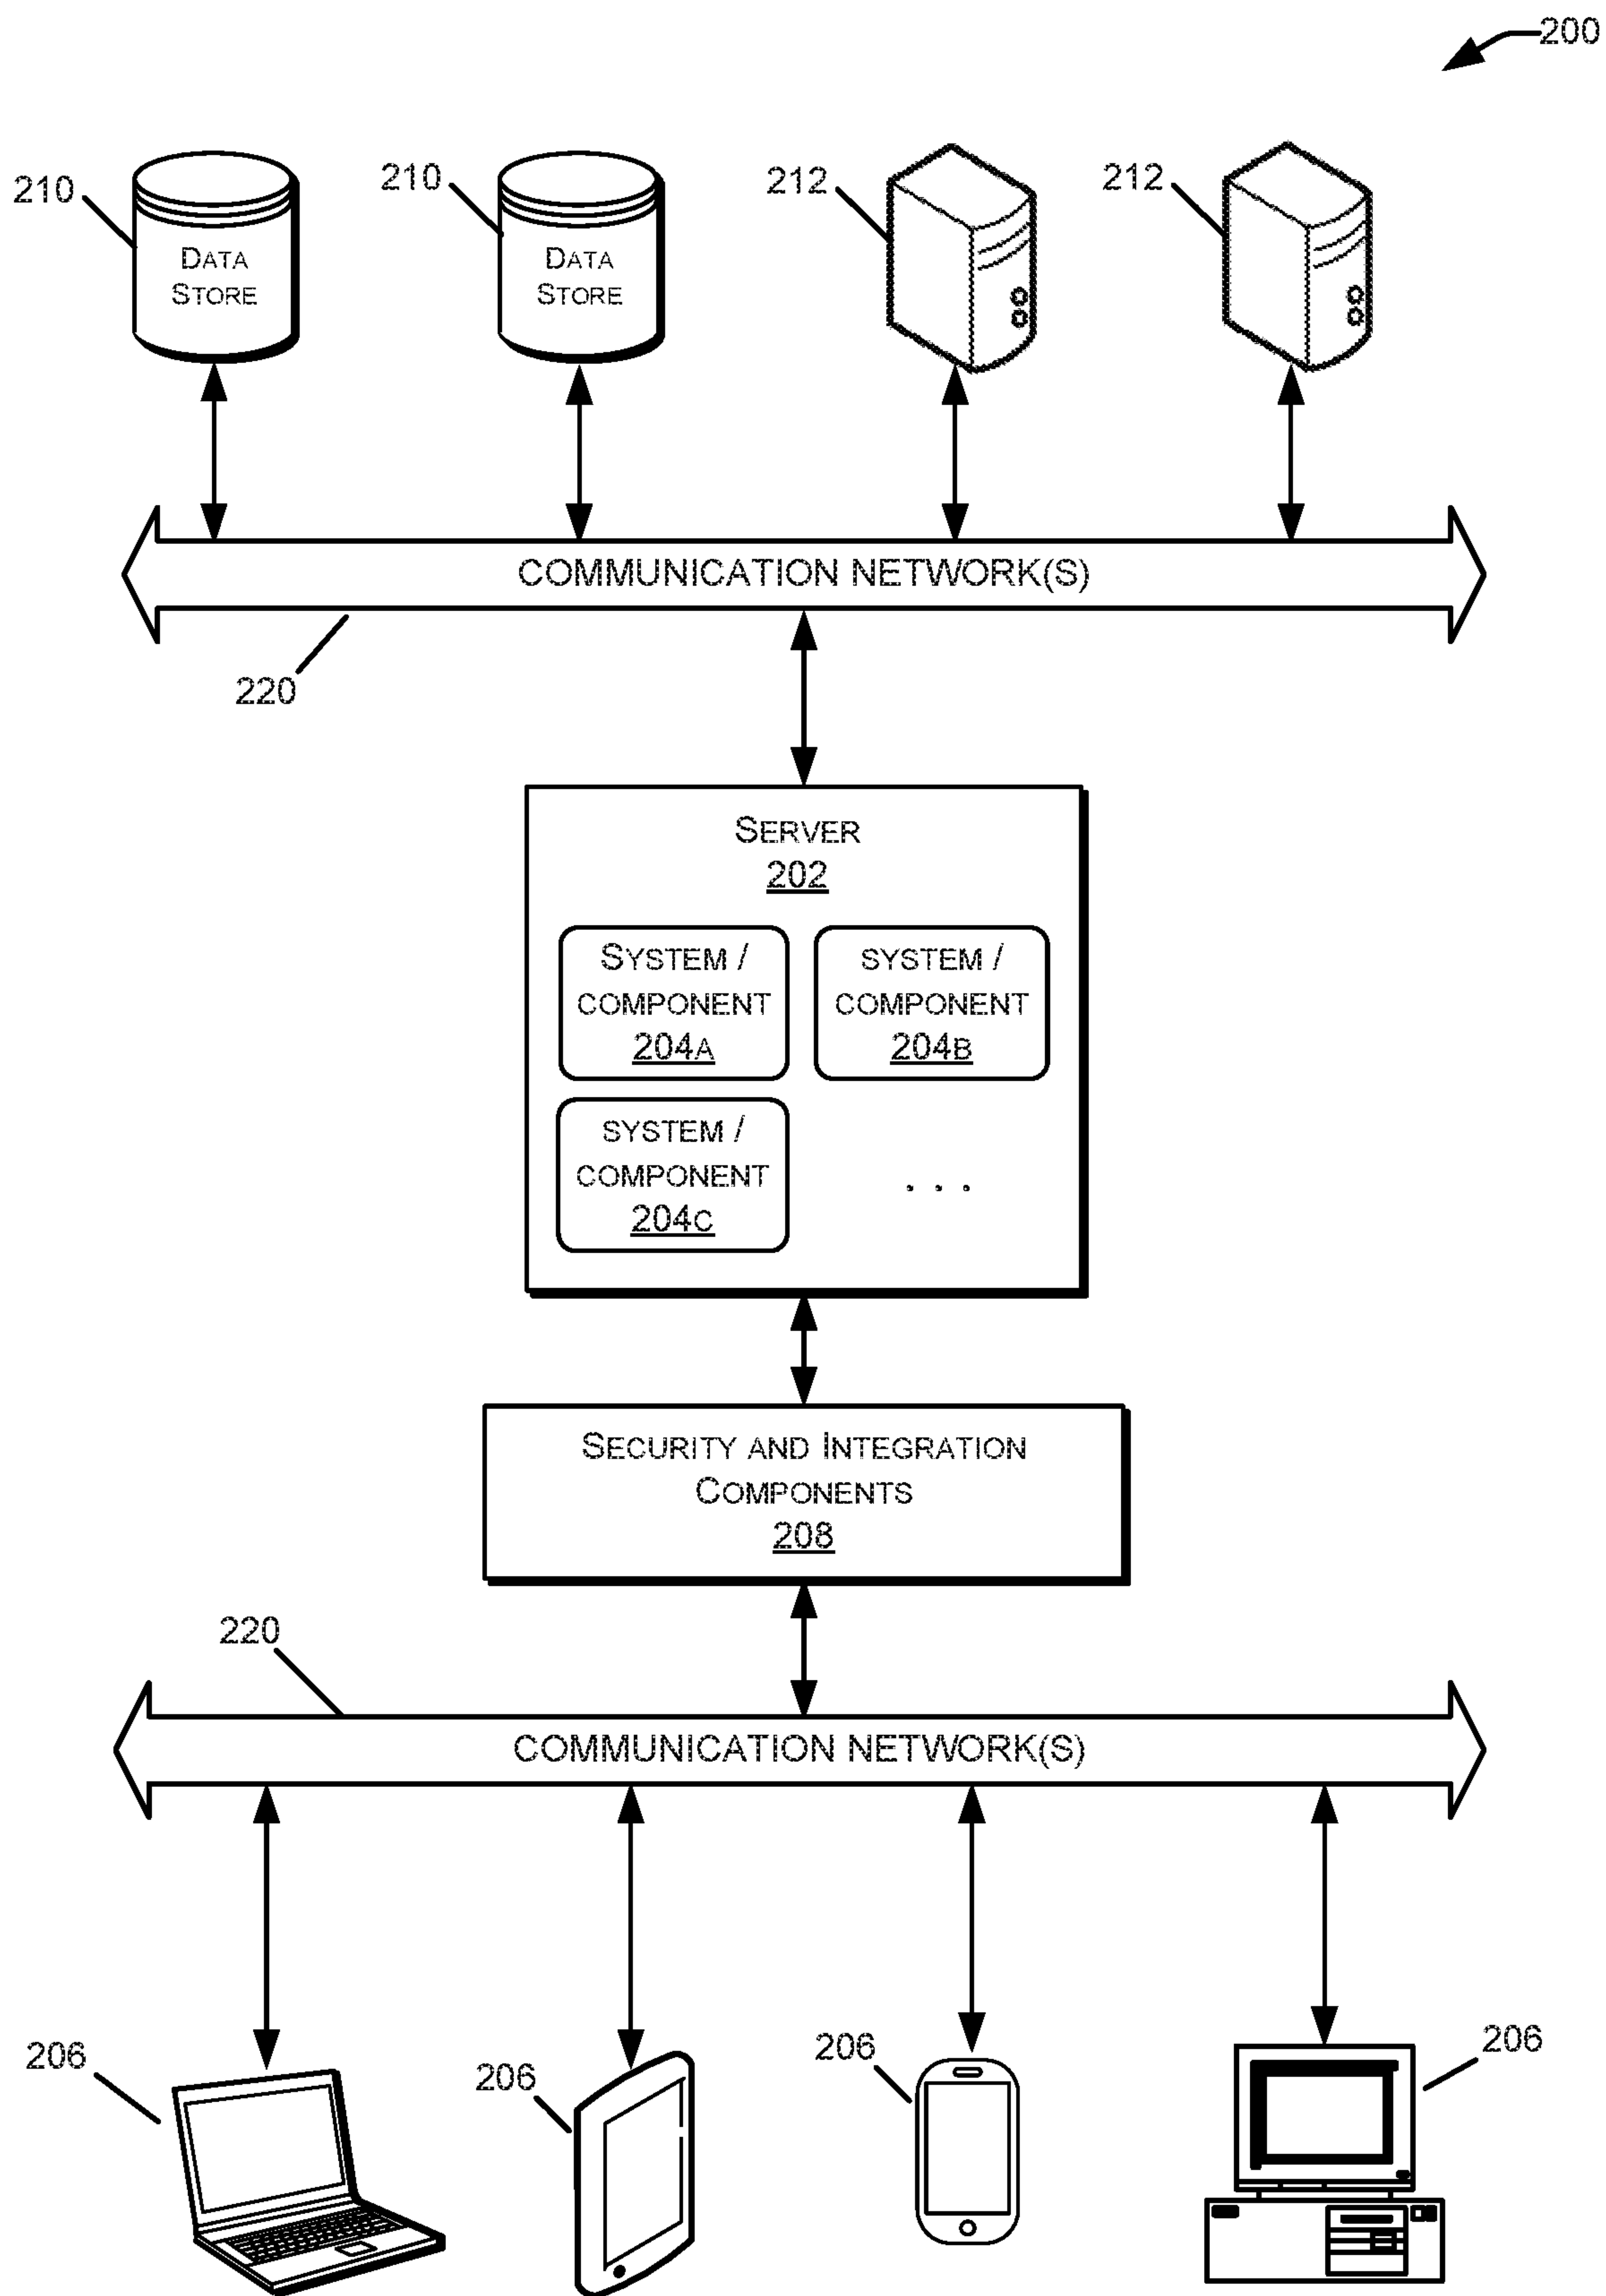 200
210
210
212
212
DATA
STORE
DATA
STORE
COMMUNICATION NETWORK(S)
220
SERVER
202
SYSTEM /
COMPONENT
204A
SYSTEM /
COMPONENT
204B
SYSTEM /
COMPONENT
204C
. . .
SECURITY AND INTEGRATION
COMPONENTS
208
220
COMMUNICATION NETWORK(S)
206
206
206
206